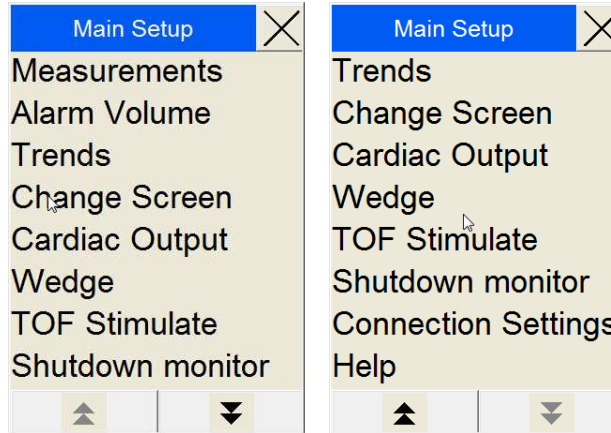 Main Setup
Measurements
Alarm Volume
Trends
Change Screen
Cardiac Output
Wedge
TOF Stimulate
Shutdown monitor
Main Setup
Trends
Change Screen
Cardiac Output
Wedge
TOF Stimulate
Shutdown monitor
Connection Settings
Help